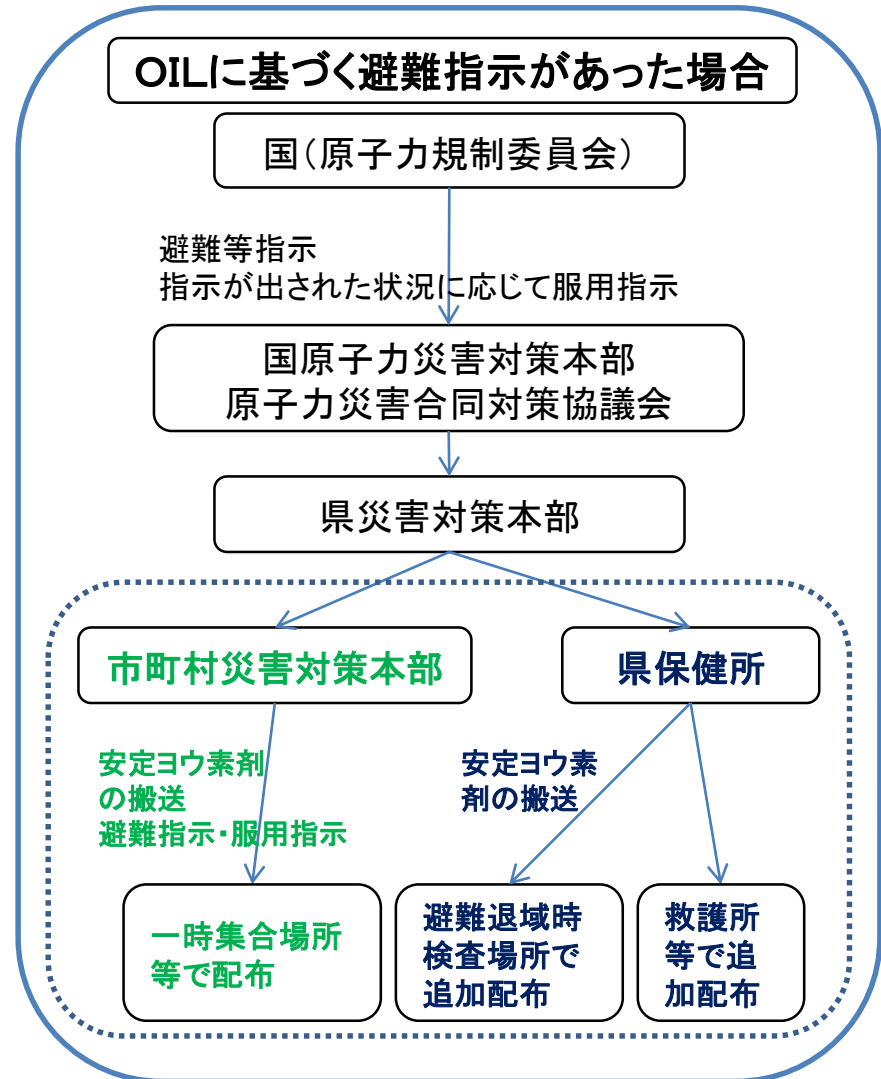 OILに基づく避難指示があった場合
国(原子力規制委員会)
避難等指示
指示が出された状況に応じて服用指示
国原子力災害対策本部
原子力災害合同対策協議会
県災害対策本部
市町村災害対策本部
県保健所
安定ヨウ素剤
の搬送
避難指示・服用指示
安定ヨウ素
剤の搬送
一時集合場所
等で配布
避難退域時
検査場所で
追加配布
救護所
等で追
加配布